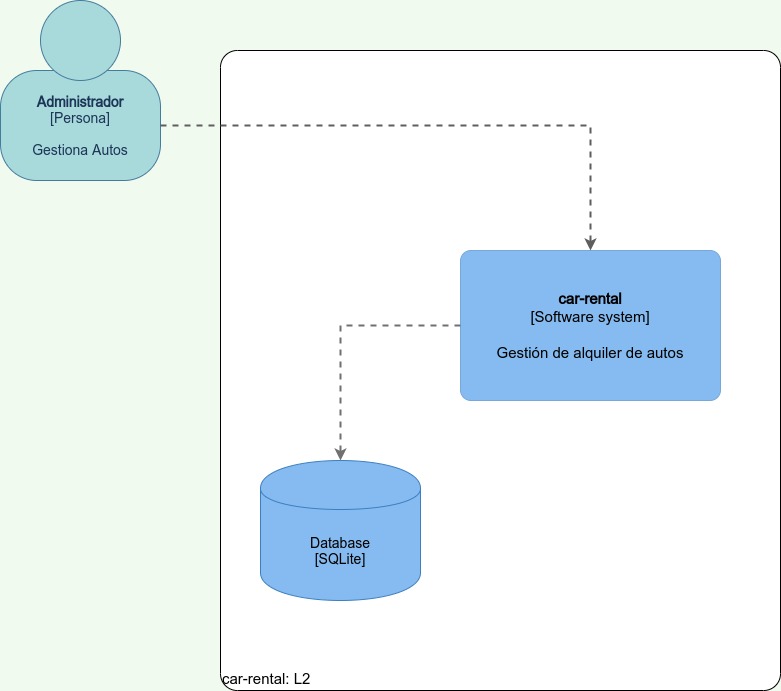 Administrador
[Persona]
Gestiona Autos
car-rental
[Software system]
Gestión de alquiler de autos
Database
[SQLite]
car-rental: L2